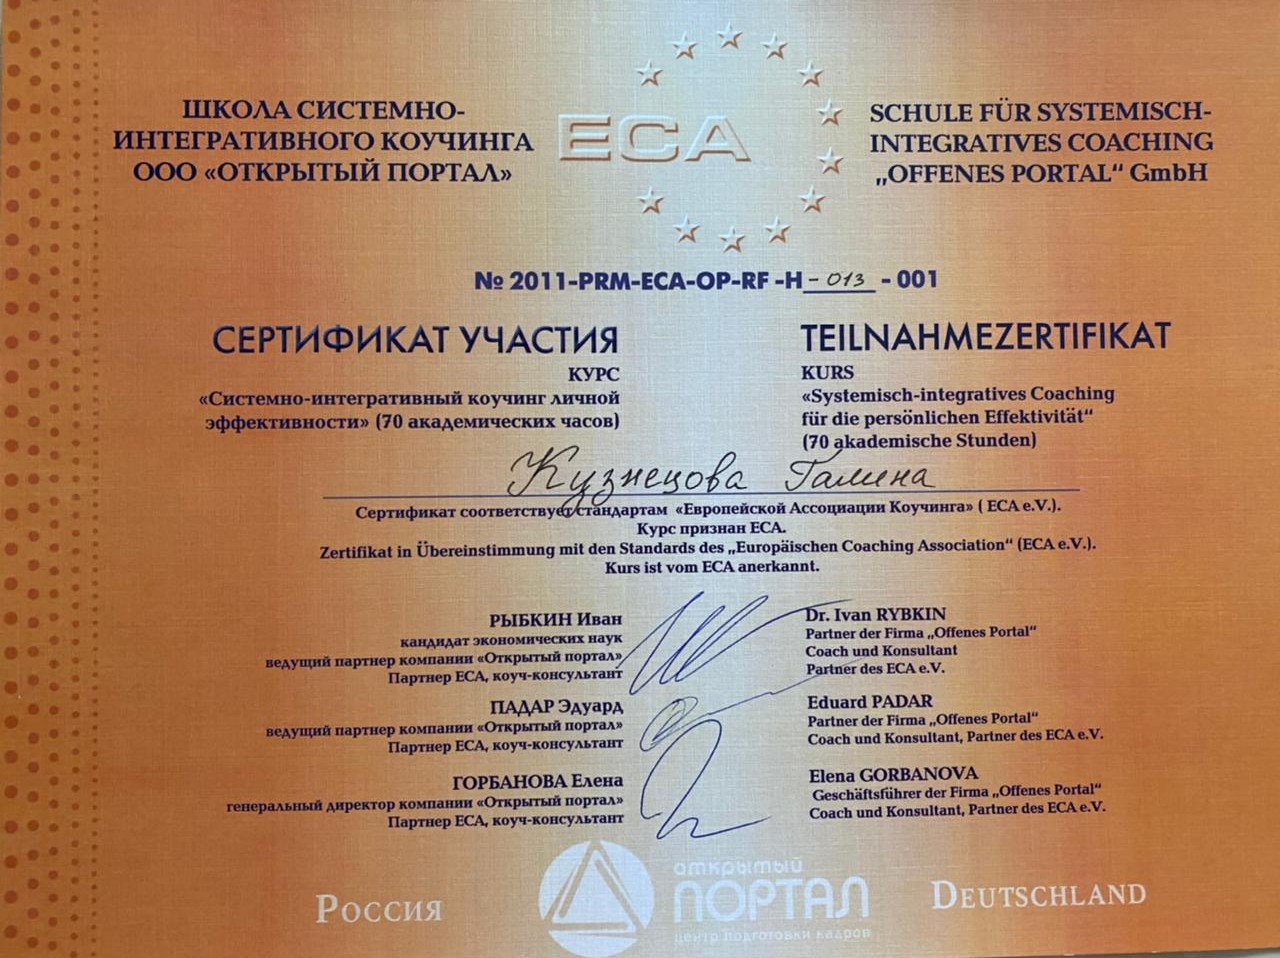 ШКОЛА СИСТЕМНО-
ИНТЕГРАТИВНОГО КОУЧИНГА
ООО «ОТКРЫТЫЙ ПОРТАЛ»
ECA
SCHULE FÜR SYSTEMISCH-
INTEGRATIVES COACHING
„OFFENES PORTAL“ GmbH
№ 2011-PRM-ECA-OP-RF -H - 013 - 001
СЕРТИФИКАТ УЧАСТИЯ
КУРС
«Системно-интегративный коучинг личной
эффективности» (70 академических часов)
TEILNAHMEZERTIFIKAT
KURS
«Systemisch-integratives Coaching
für die persönlichen Effektivität“
(70 akademische Stunden)
Кузнецова Галина
Сертификат соответствует стандартам «Европейской Ассоциации Коучинга» ( ECA e.V.).
Курс признан ECA.
Zertifikat in Übereinstimmung mit den Standards des „Europäischen Coaching Association“ (ECA e.V.).
Kurs ist vom ECA anerkannt.
РЫБКИН Иван
кандидат экономических наук
ведущий партнер компании «Открытый портал»
Партнер ECA, коуч-консультант
Dr. Ivan RYBKIN
Partner der Firma „Offenes Portal“
Coach und Konsultant
Partner des ECA e.V.
ПАДАР Эдуард
ведущий партнер компании «Открытый портал»
Партнер ECA, коуч-консультант
Eduard PADAR
Partner der Firma „Offenes Portal“
Coach und Konsultant, Partner des ECA e.V.
ГОРБАНОВА Елена
генеральный директор компании «Открытый портал»
Партнер ECA, коуч-консультант
Elena GORBANOVA
Geschäftsführer der Firma „Offenes Portal“
Coach und Konsultant, Partner des ECA e.V.
РОССИЯ
открытый
ПОРТАЛ
центр подготовки кадров
DEUTSCHLAND